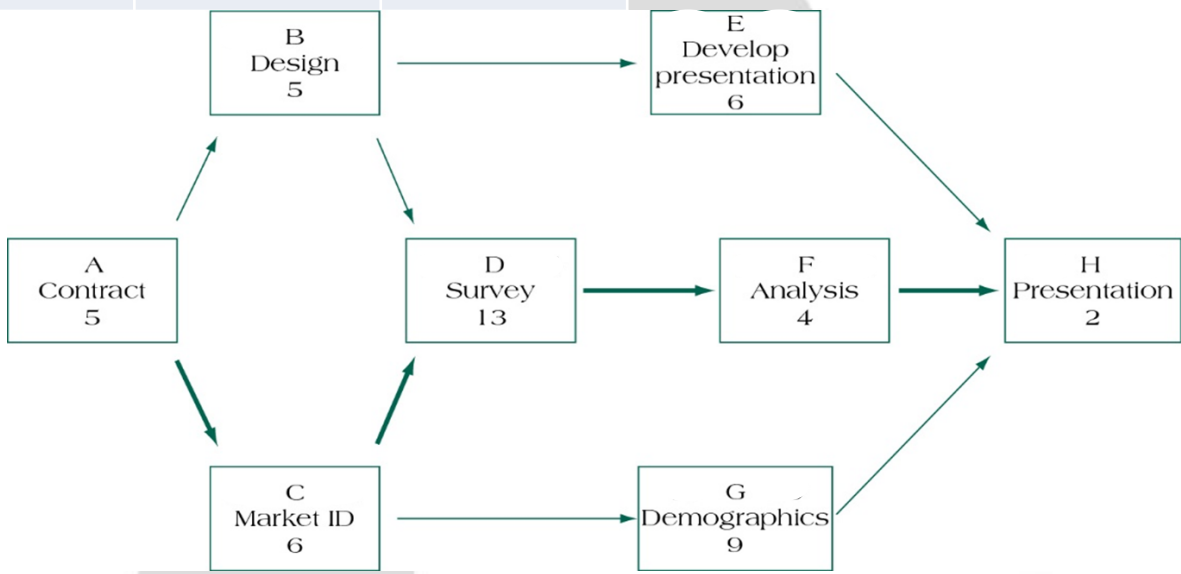 B
Design
5
E
Develop
presentation
6
A
Contract
5
D
Survey
13
F
Analysis
4
H
Presentation
2
C
Market ID
6
G
Demographics
9